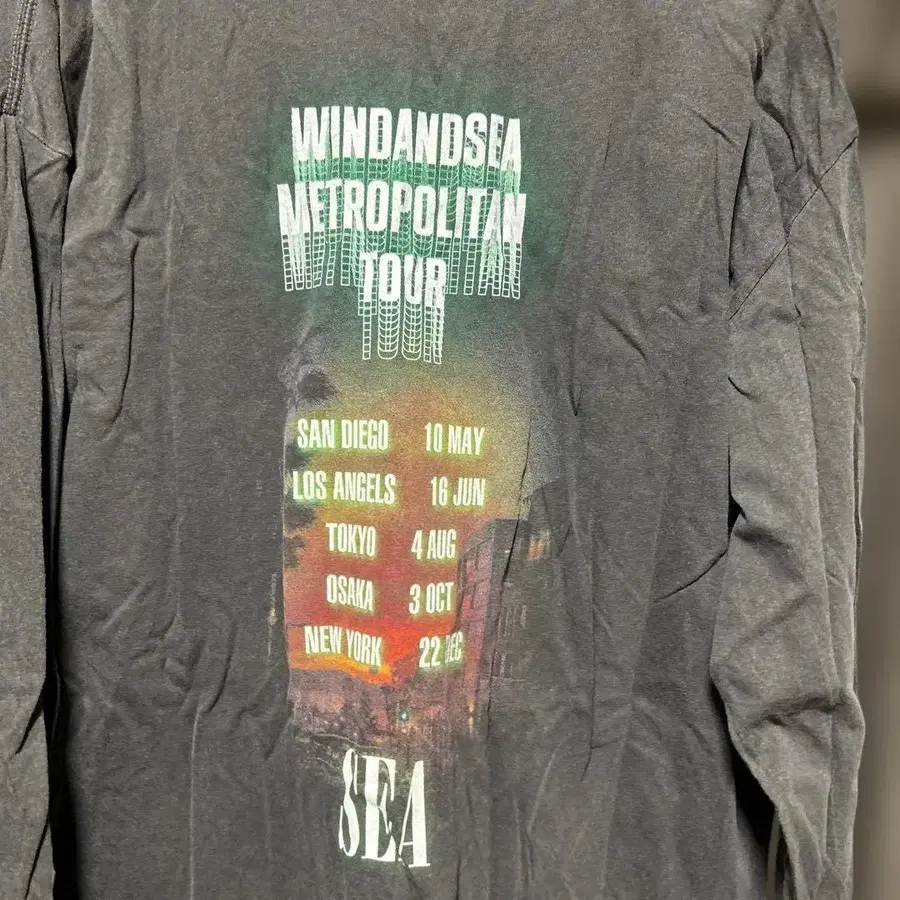 WINDANDSEA
METROPOLITAN
TOUR
SAN DIEGO 10 MAY
LOS ANGELS 16 JUN
TOKYO 4 AUG
OSAKA 3 OCT
NEW YORK 22 DEC
SEA